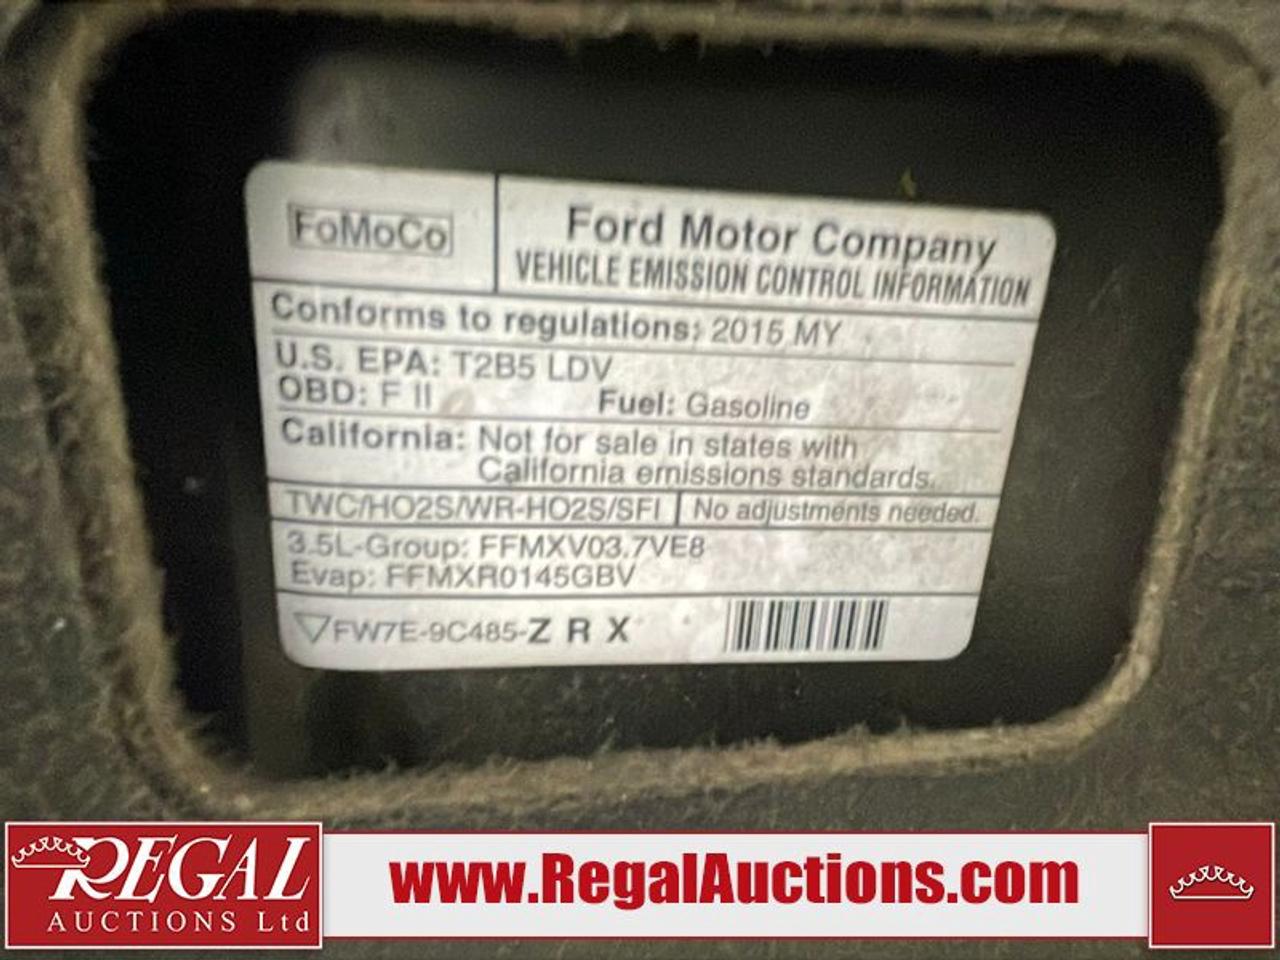 FoMoCo
Ford Motor Company
VEHICLE EMISSION CONTROL INFORMATION
Conforms to regulations: 2015 MY
U.S. EPA: T2B5 LDV
OBD: F II Fuel: Gasoline
California: Not for sale in states with
California emissions standards.
TWC/HO2S/WR-HO2S/SFI No adjustments needed.
3.5L-Group: FFMXV03.7VE8
Evap: FFMXR0145GBV
FW7E-9C485-Z R X
REGAL
AUCTIONS Ltd
www.RegalAuctions.com